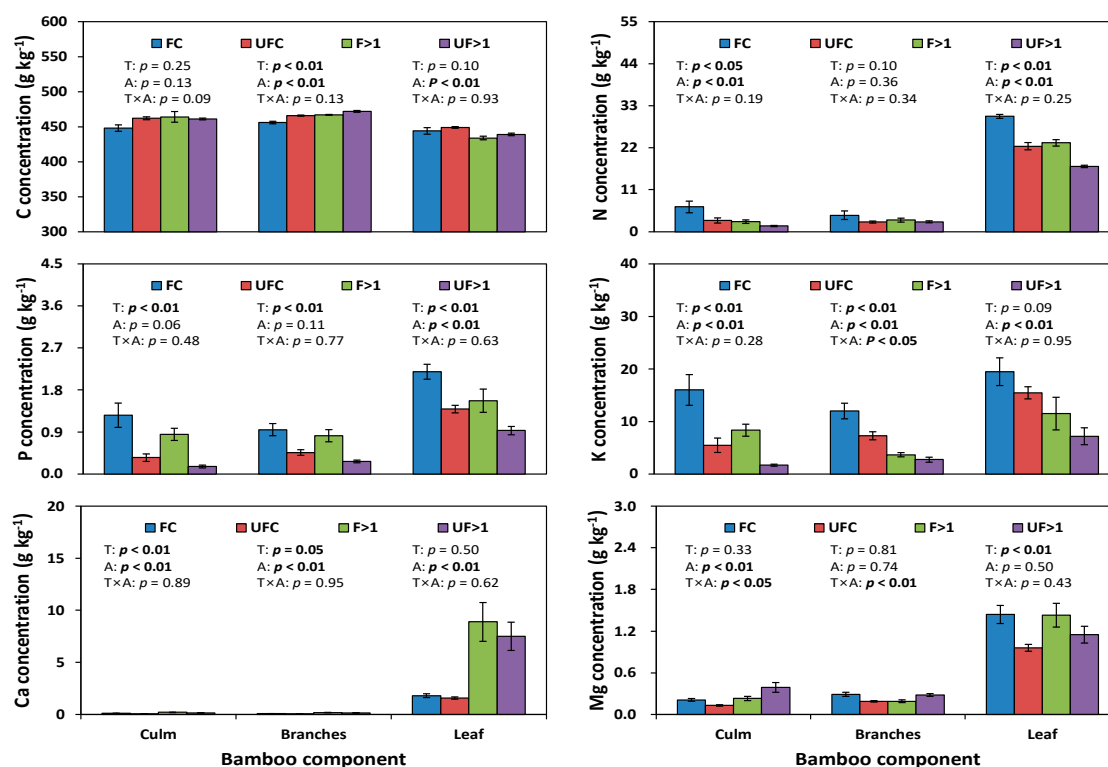 C concentration (g kg-1)
600
550
500
450
400
350
300
FC UFC F>1 UF>1
T: p = 0.25 T: p < 0.01 T: p = 0.10
A: p = 0.13 A: p < 0.01 A: P < 0.01
T×A: p = 0.09 T×A: p = 0.13 T×A: p = 0.93
N concentration (g kg-1)
55
44
33
22
11
0
FC UFC F>1 UF>1
T: p < 0.05 T: p = 0.10 T: p < 0.01
A: p < 0.01 A: p = 0.36 A: p < 0.01
T×A: p = 0.19 T×A: p = 0.34 T×A: p = 0.25
P concentration (g kg-1)
4.5
3.6
2.7
1.8
0.9
0.0
FC UFC F>1 UF>1
T: p < 0.01 T: p < 0.01 T: p < 0.01
A: p = 0.06 A: p = 0.11 A: p < 0.01
T×A: p = 0.48 T×A: p = 0.77 T×A: p = 0.63
K concentration (g kg-1)
40
30
20
10
0
FC UFC F>1 UF>1
T: p < 0.01 T: p < 0.01 T: p = 0.09
A: p < 0.01 A: p < 0.01 A: p < 0.01
T×A: p = 0.28 T×A: P < 0.05 T×A: p = 0.95
Ca concentration (g kg-1)
20
15
10
5
0
FC UFC F>1 UF>1
T: p < 0.01 T: p = 0.05 T: p = 0.50
A: p < 0.01 A: p < 0.01 A: p < 0.01
T×A: p = 0.89 T×A: p = 0.95 T×A: p = 0.62
Culm Branches Leaf
Bamboo component
Mg concentration (g kg-1)
3.0
2.4
1.8
1.2
0.6
0.0
FC UFC F>1 UF>1
T: p = 0.33 T: p = 0.81 T: p < 0.01
A: p < 0.01 A: p = 0.74 A: p = 0.50
T×A: p < 0.05 T×A: p < 0.01 T×A: p = 0.43
Culm Branches Leaf
Bamboo component